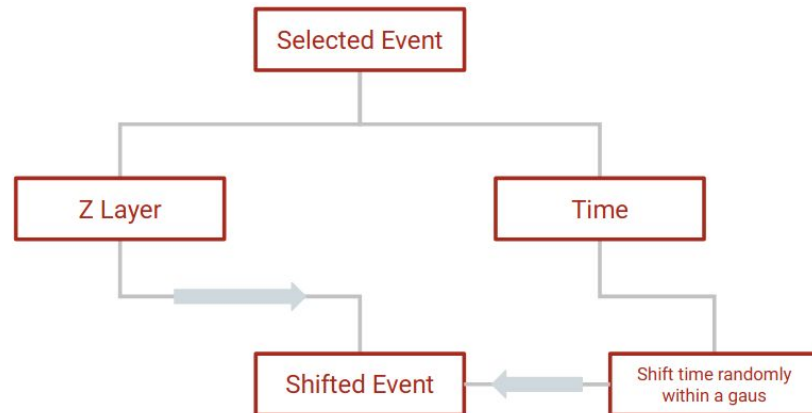 Selected Event
Z Layer
Time
Shifted Event
Shift time randomly
within a gaus